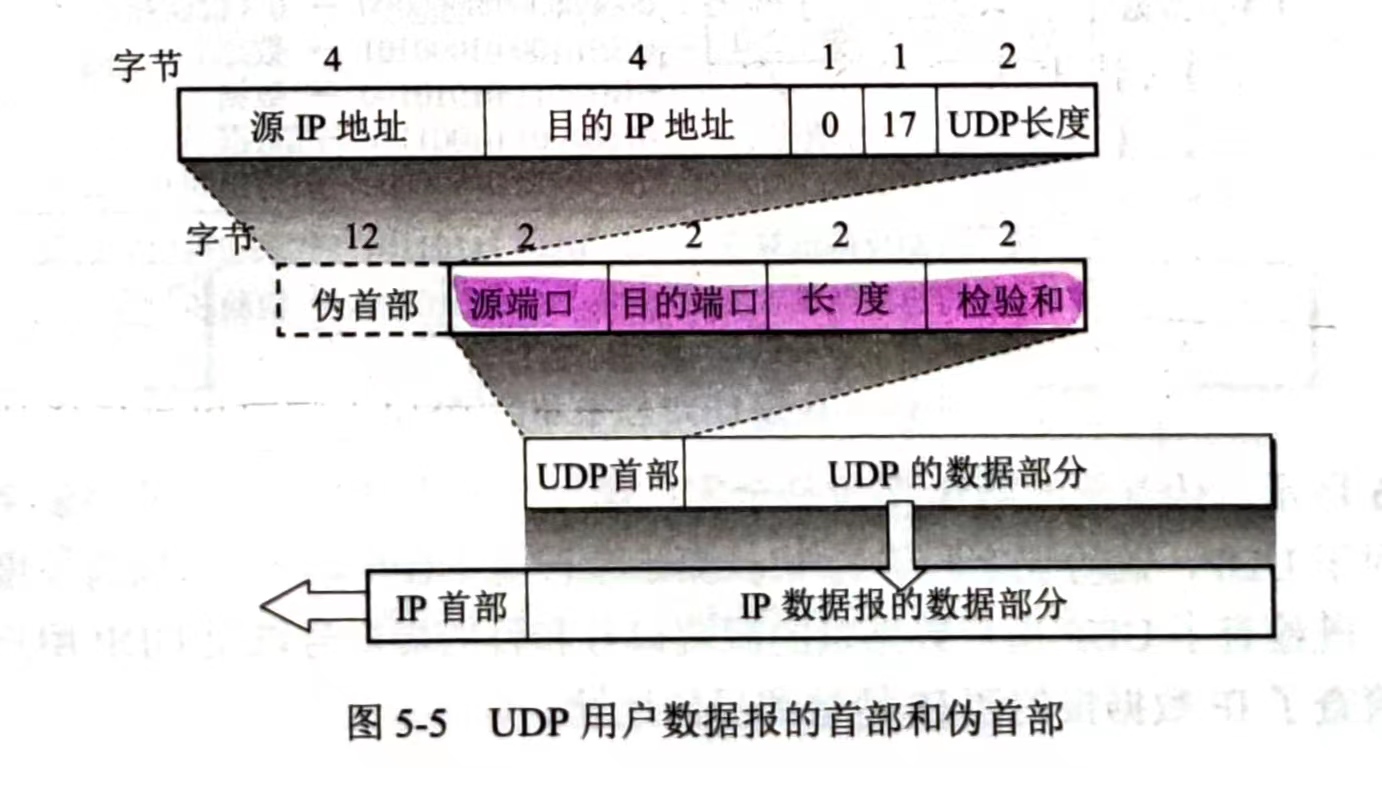 字节 4 4 1 1 2
源 IP 地址 目的 IP 地址 0 17 UDP长度
字节 12 2 2 2 2
伪首部 源端口 目的端口 长 度 检验和
UDP首部 UDP 的数据部分
IP 首部 IP 数据报的数据部分
图 5-5 UDP 用户数据报的首部和伪首部